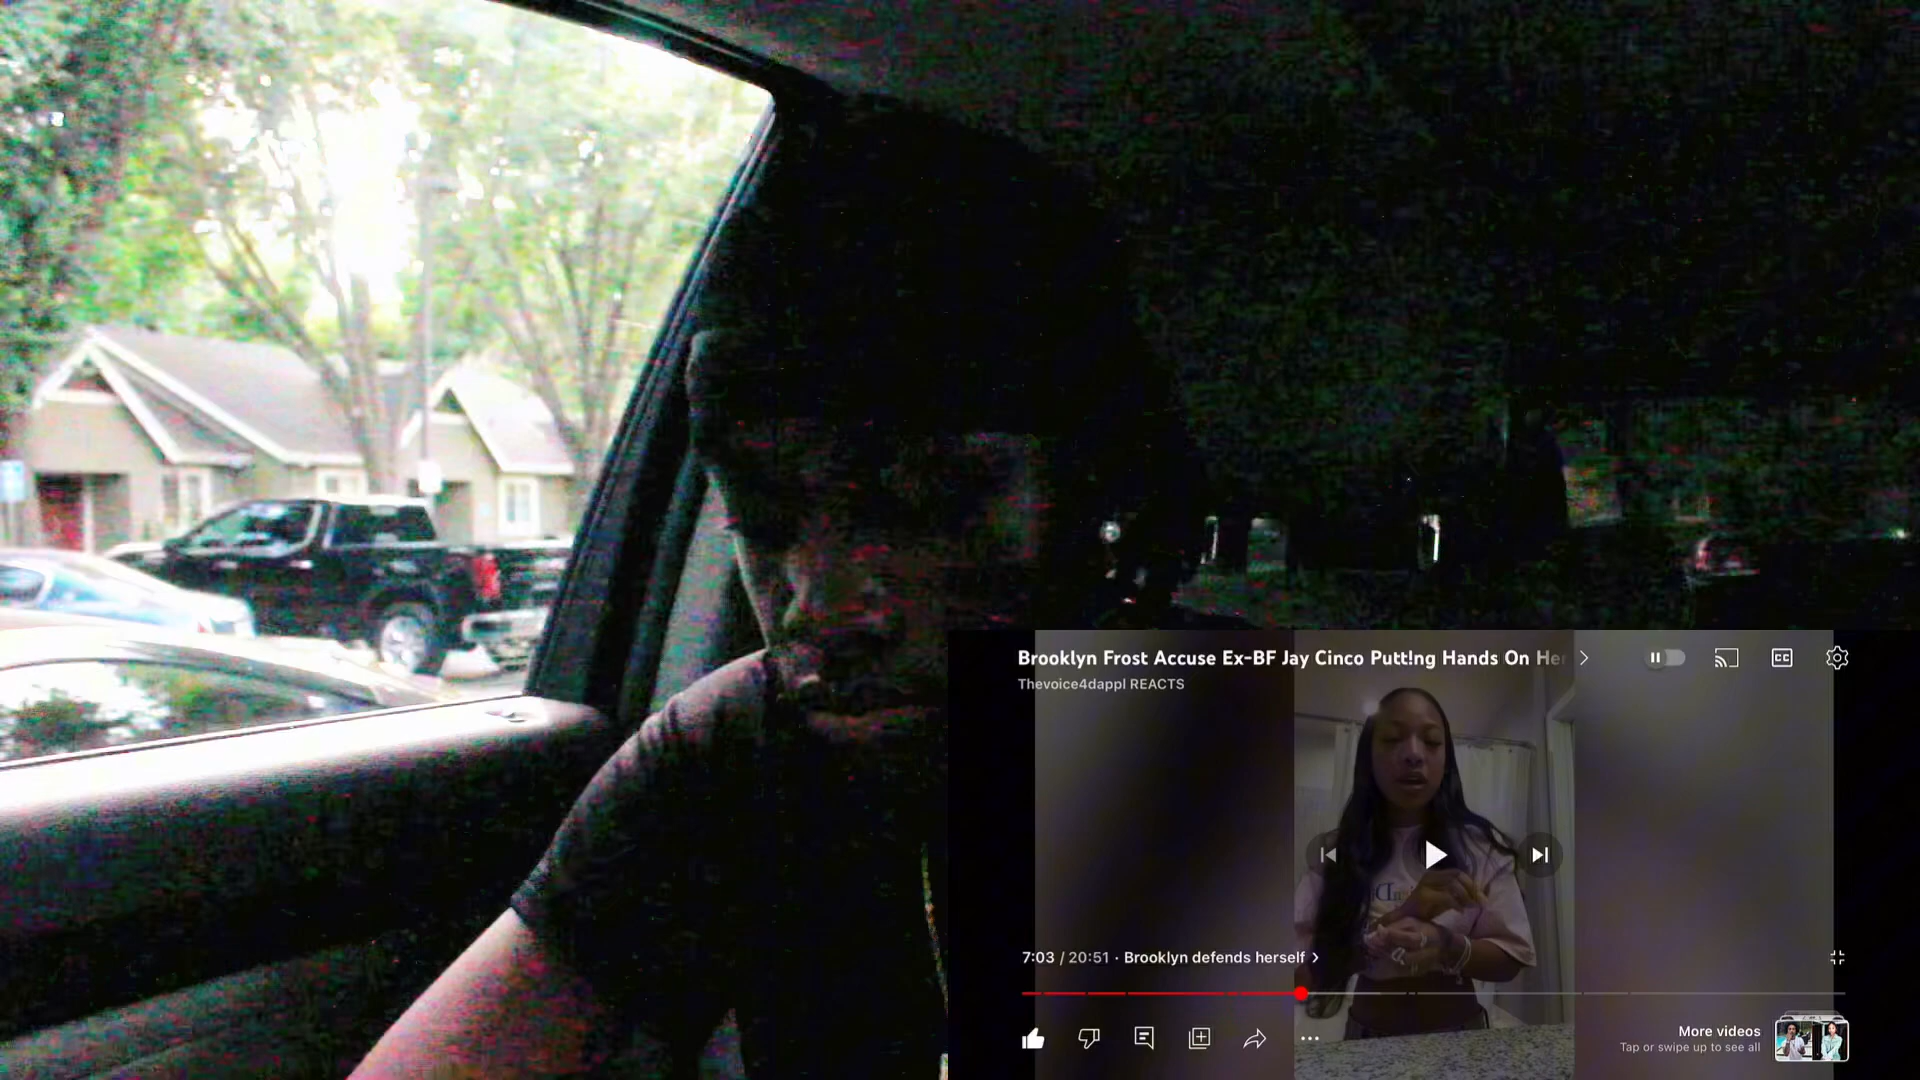 Brooklyn Frost Accuse Ex-BF Jay Cinco Putt!ng Hands On Her
Thevoice4dappl REACTS
CC
7:03 / 20:51 · Brooklyn defends herself
More videos
Tap or swipe up to see all